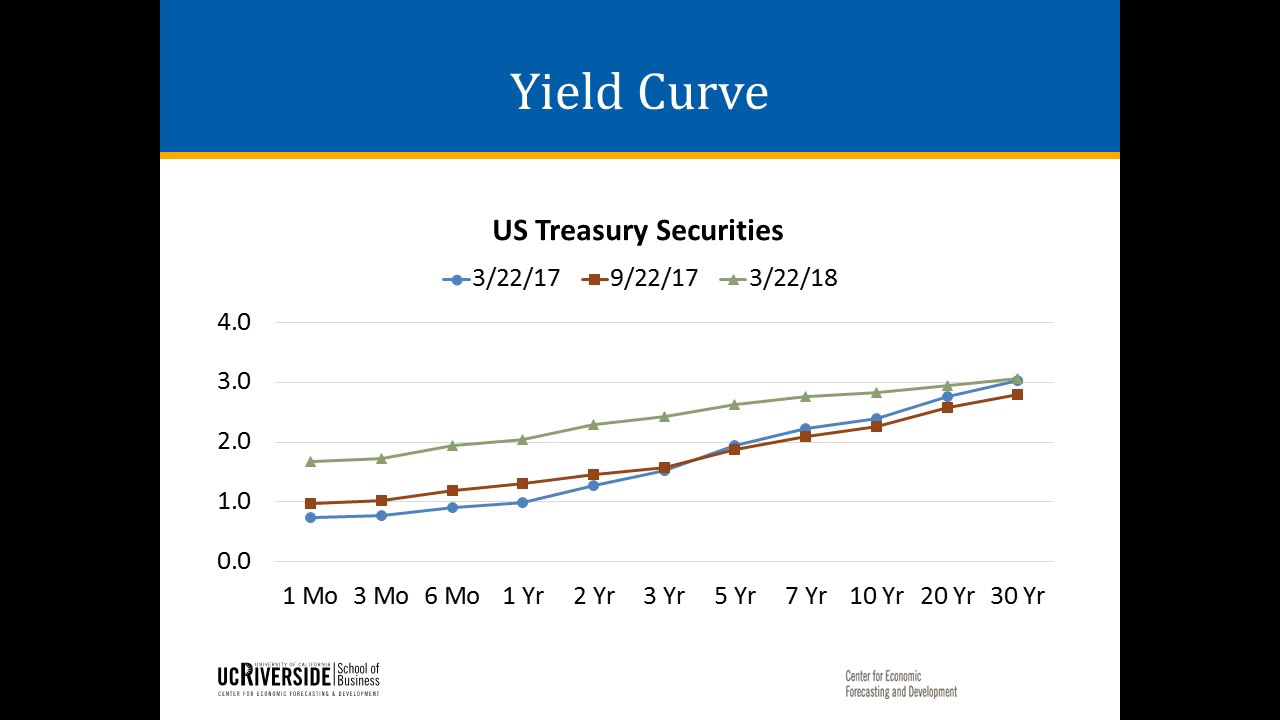 Yield Curve
US Treasury Securities
3/22/17 9/22/17 3/22/18
4.0
3.0
2.0
1.0
0.0
1 Mo 3 Mo 6 Mo 1 Yr 2 Yr 3 Yr 5 Yr 7 Yr 10 Yr 20 Yr 30 Yr
UNIVERSITY OF CALIFORNIA
UCRIVERSIDE School of
Business
CENTER FOR ECONOMIC FORECASTING & DEVELOPMENT
Center for Economic
Forecasting and Development